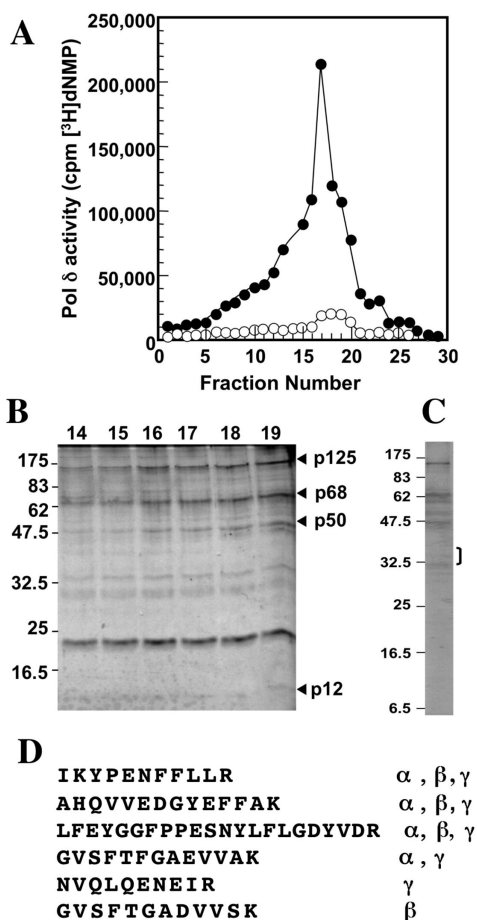 A
Pol δ activity (cpm [³H]dNMP)
250,000
200,000
150,000
100,000
50,000
0
0 5 10 15 20 25 30
Fraction Number
B
14 15 16 17 18 19
175
83
62
47.5
32.5
25
16.5
p125
p68
p50
p12
C
175
83
62
47.5
32.5
25
16.5
6.5
D
IKYPENFFLLR α, β, γ
AHQVVEDGYEFFAK α, β, γ
LFEYGGFPPESNYLFLGDYVDR α, β, γ
GVSFTFGAEVVAK α, γ
NVQLQENEIR γ
GVSFTGADVVSK β